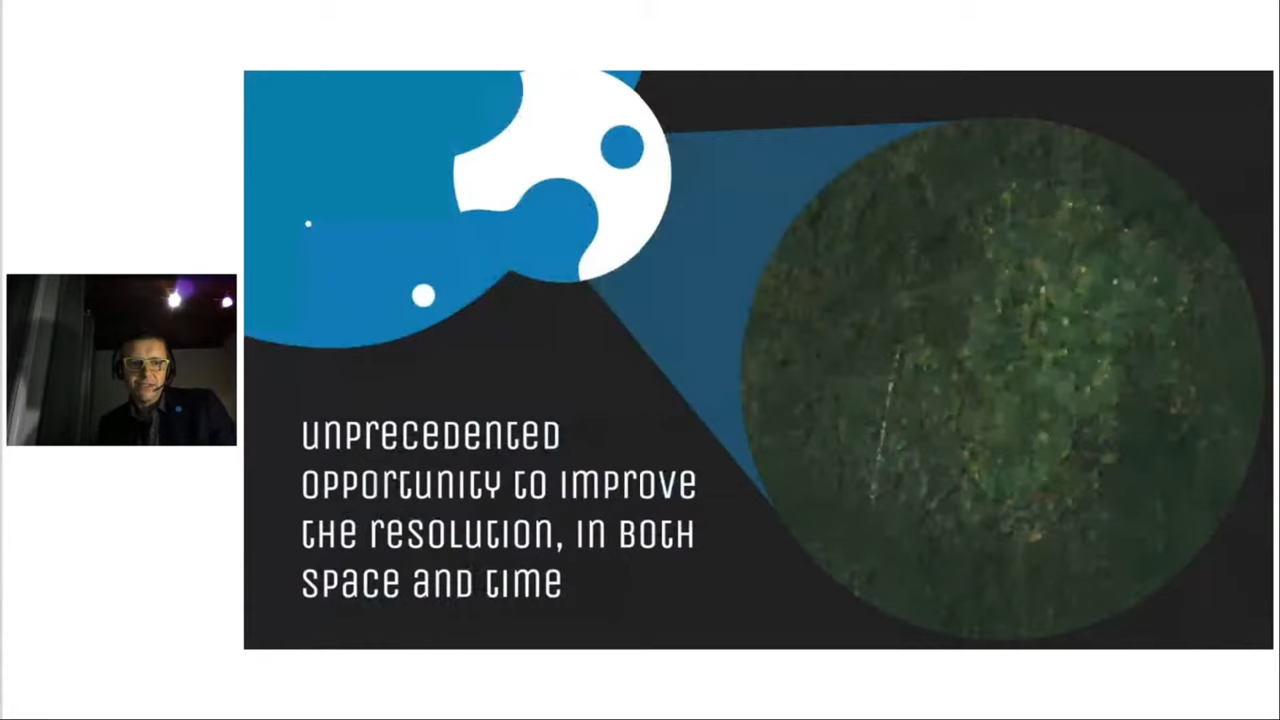 unprecedented
opportunity to improve
the resolution, in both
space and time